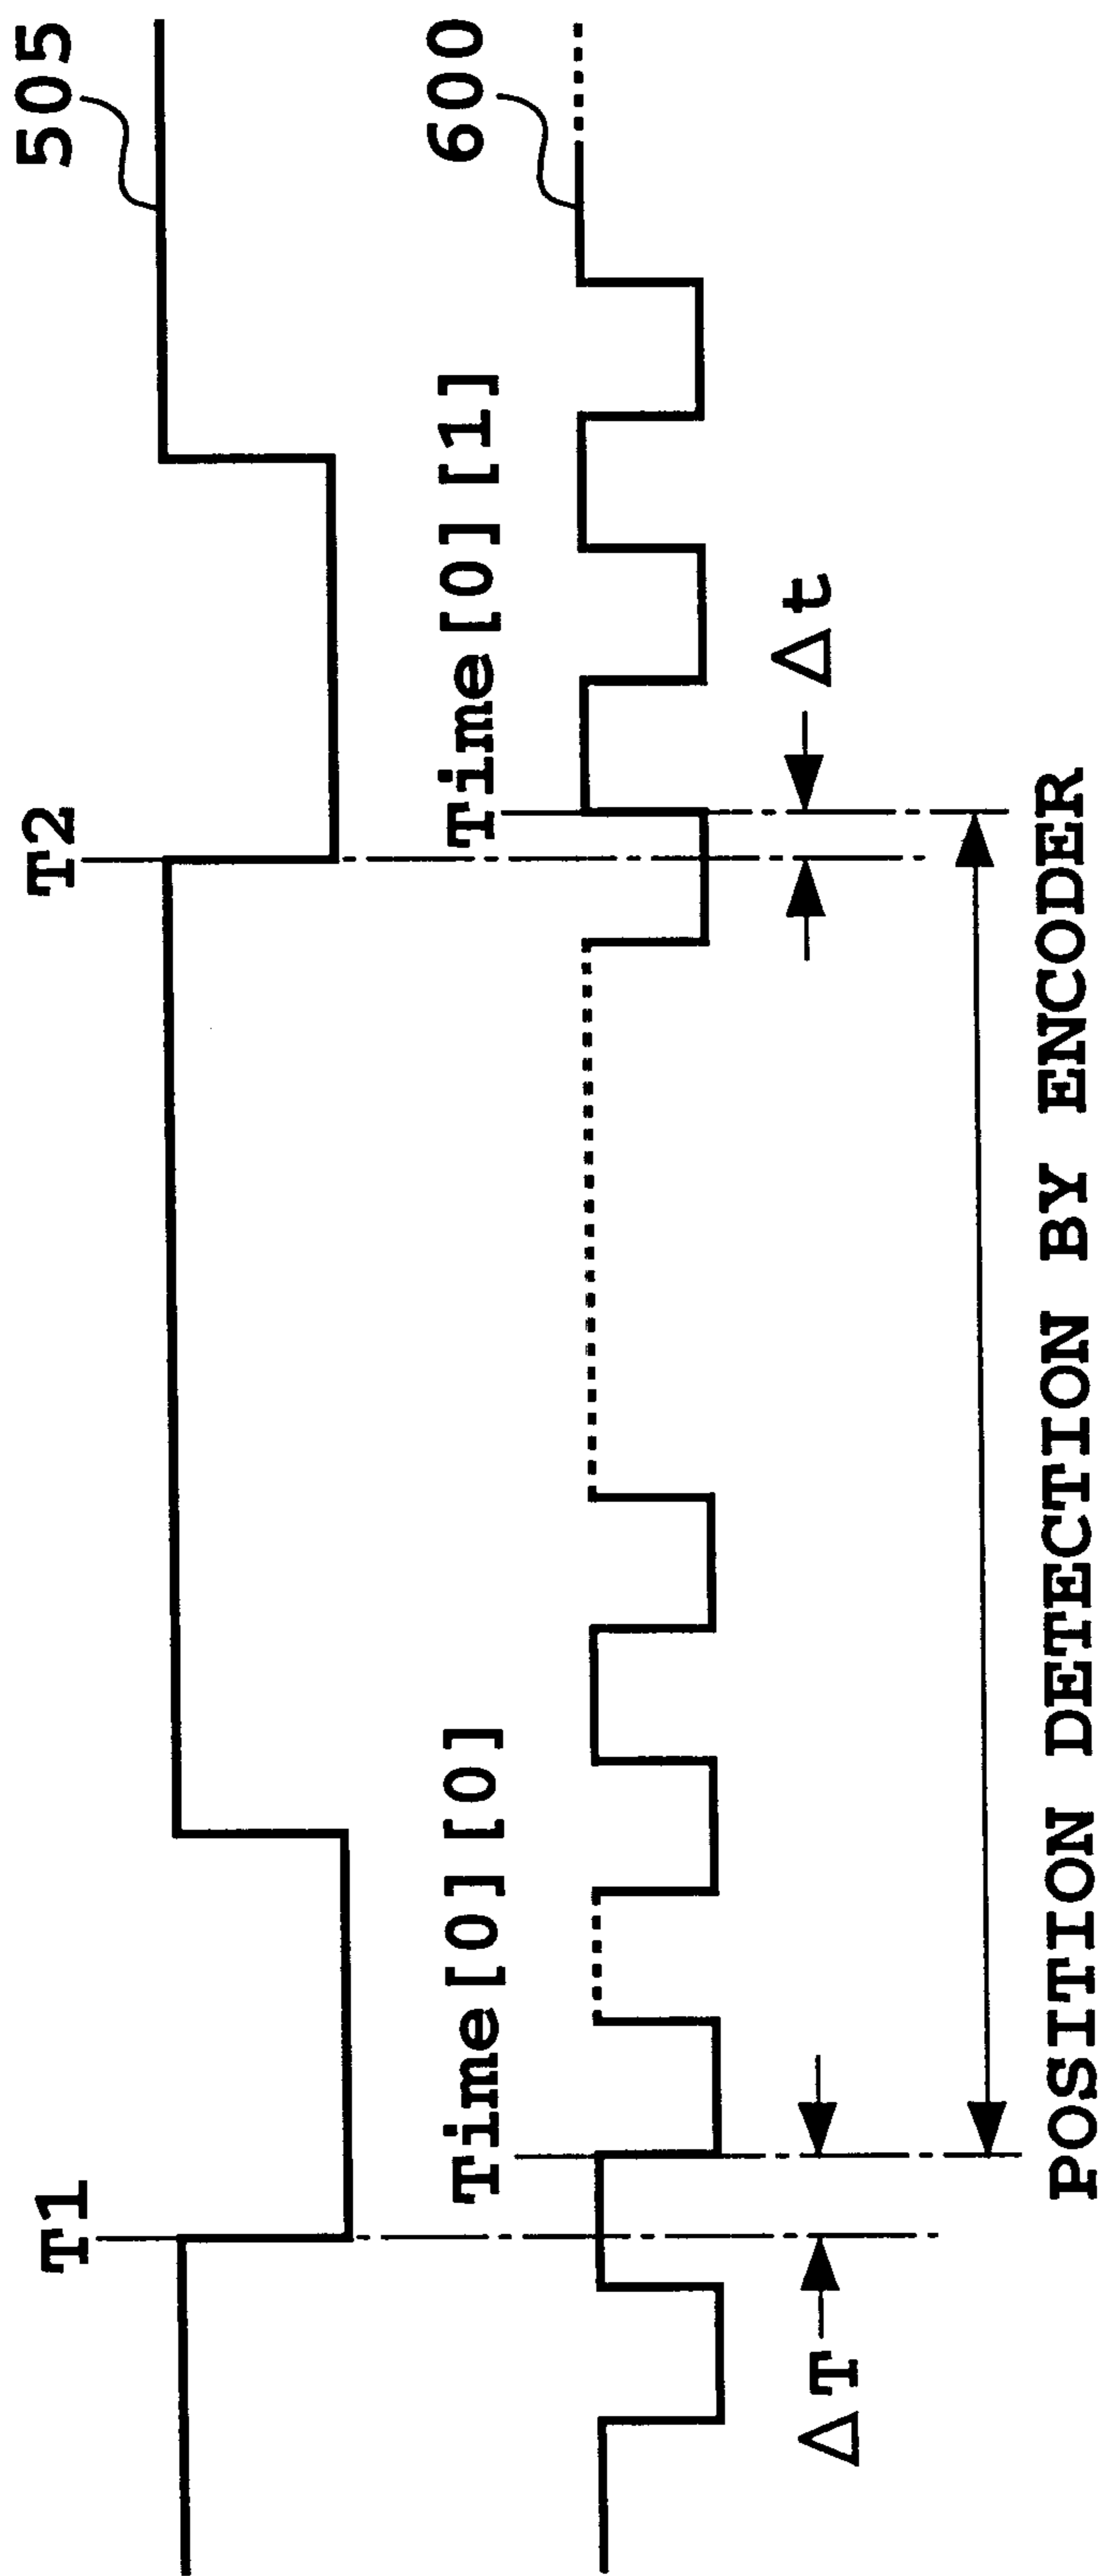 T1
T2
505
Time[0][0]
Time[0][1]
600
ΔT
Δt
POSITION DETECTION BY ENCODER